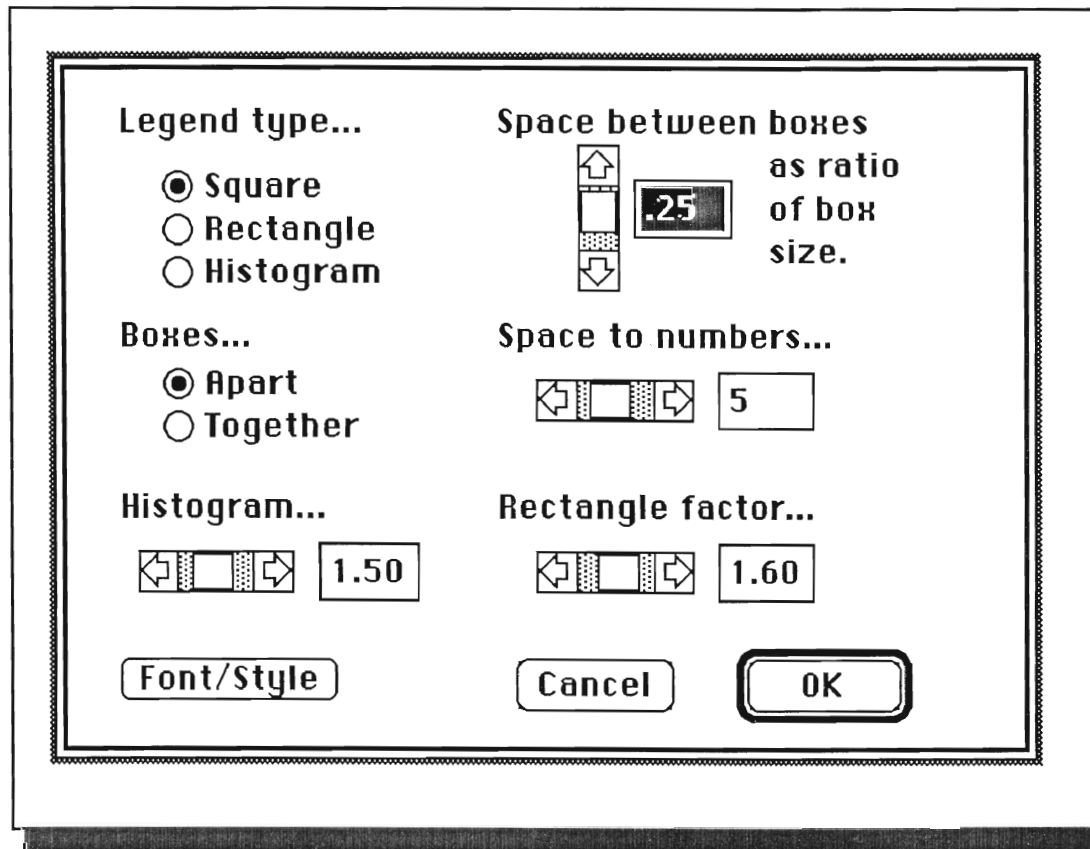 Legend type...
Square
Rectangle
Histogram
Space between boxes
as ratio
of box
size.
.25
Boxes...
Apart
Together
Space to numbers...
5
Histogram...
1.50
Rectangle factor...
1.60
Font/Style
Cancel
OK